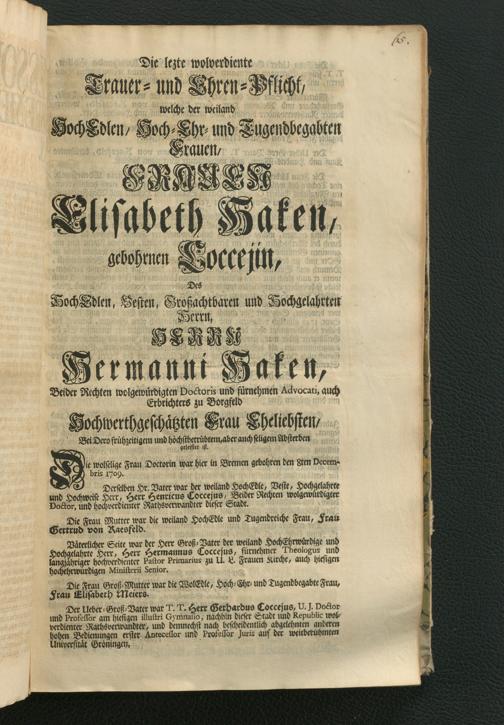 65.
Die lezte wolverdiente
Trauer- und Ehren-Pflicht,
welche der weiland
HochEdlen, Hoch-Ehr- und Tugendbegabten
Frauen,
FRAUEN
Elisabeth Haken,
gebohrnen Coccejin,
Des
HochEdlen, Vesten, Großachtbaren und Hochgelahrten
Herrn,
HERRN
Hermanni Haken,
Beider Rechten wolgewürdigten Doctoris und fürnehmen Advocati, auch
Erbrichters zu Borgfeld
Hochwerthgeschätzten Frau Eheliebsten,
Bei Dero frühzeitigem und höchstbetrübtem, aber auch seligem Absterben
geleistet ist.
Die wolselige Frau Doctorin war hier in Bremen gebohren den 8ten Decem-
bris 1709.
Derselben Hr. Vater war der weiland HochEdle, Veste, Hochgelahrte
und Hochweise Herr, Herr Henricus Coccejus, Beider Rechten wolgewürdigter
Doctor, und hochverdienter Rathsverwandter dieser Stadt.
Die Frau Mutter war die weiland HochEdle und Tugendreiche Frau, Frau
Gertrud von Raesfeld.
Väterlicher Seite war der Herr Groß-Vater der weiland HochEhrwürdige und
Hochgelahrte Herr, Herr Hermannus Coccejus, fürnehmer Theologus und
langjähriger hochverdienter Pastor Primarius zu U. L. Frauen Kirche, auch hiesigen
hochehrwürdigen Ministerii Senior.
Die Frau Groß-Mutter war die WolEdle, Hoch-Ehr- und Tugendbegabte Frau,
Frau Elisabeth Meiers.
Der Ueber-Groß-Vater war T. T. Herr Gerhardus Coccejus, U. J. Doctor
und Professor am hiesigen illustri Gymnasio, nachhin dieser Stadt und Republic wol-
verdienter Rathsverwandter, und demnechst nach bescheidentlich abgelehnten anderen
hohen Bedienungen erster Antecessor und Professor Juris auf der weitberühmten
Universität Gröningen,